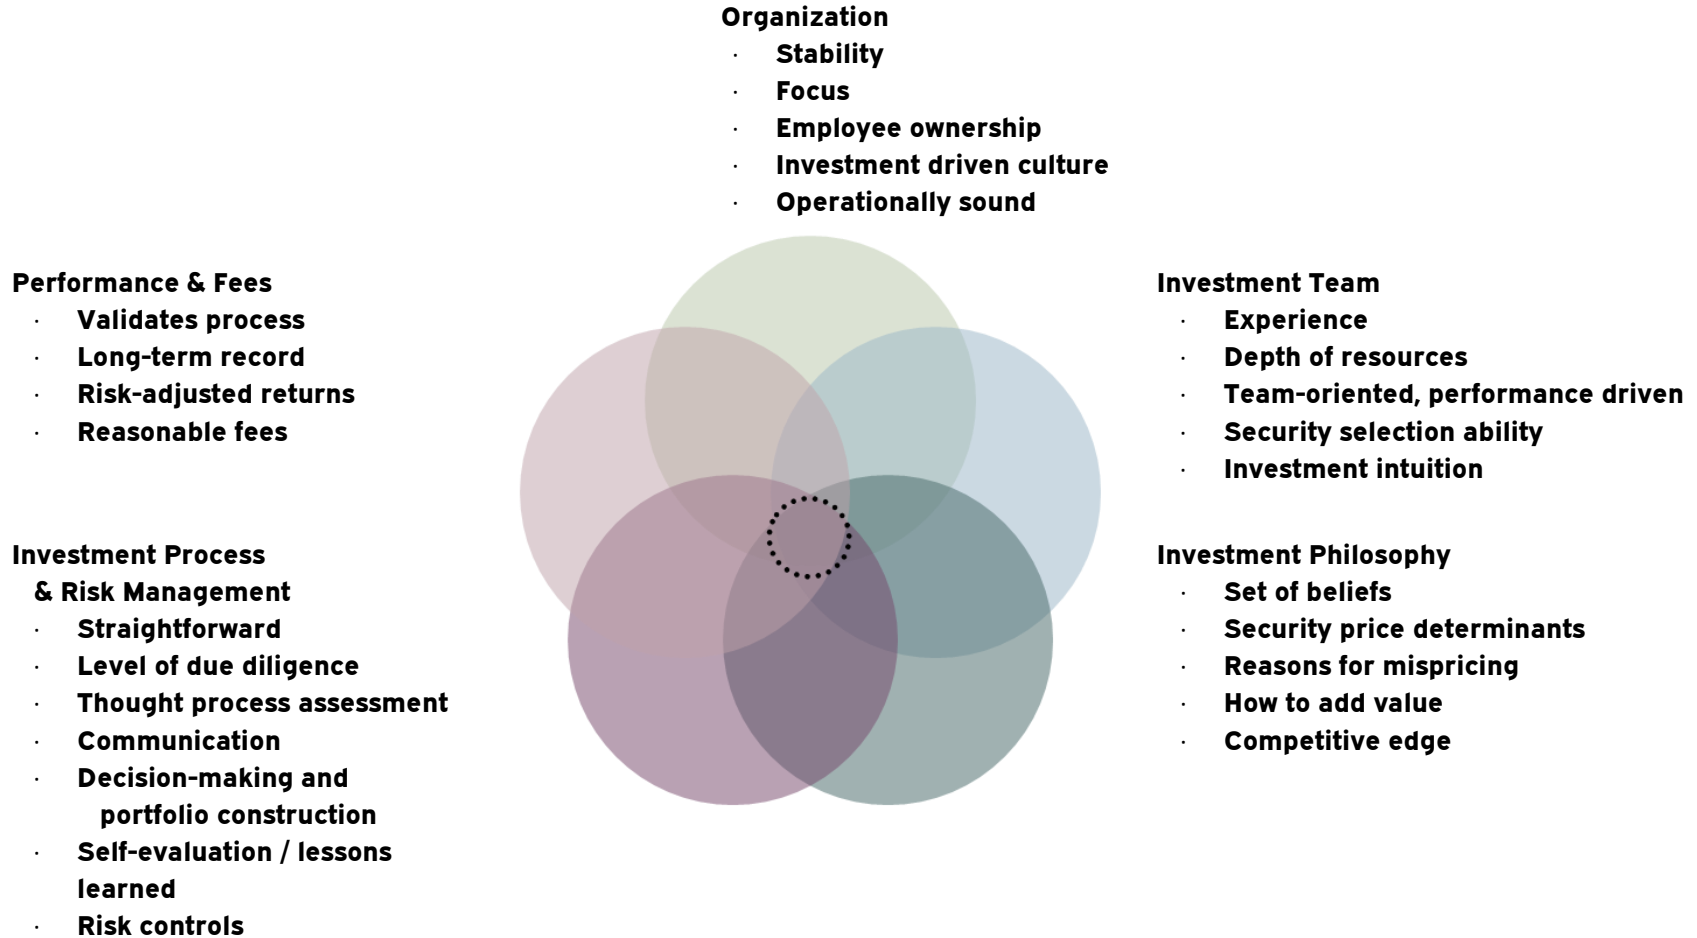 Organization
· Stability
· Focus
· Employee ownership
· Investment driven culture
· Operationally sound
Performance & Fees
· Validates process
· Long-term record
· Risk-adjusted returns
· Reasonable fees
Investment Team
· Experience
· Depth of resources
· Team-oriented, performance driven
· Security selection ability
· Investment intuition
Investment Process
& Risk Management
· Straightforward
· Level of due diligence
· Thought process assessment
· Communication
· Decision-making and
portfolio construction
· Self-evaluation / lessons
learned
· Risk controls
Investment Philosophy
· Set of beliefs
· Security price determinants
· Reasons for mispricing
· How to add value
· Competitive edge